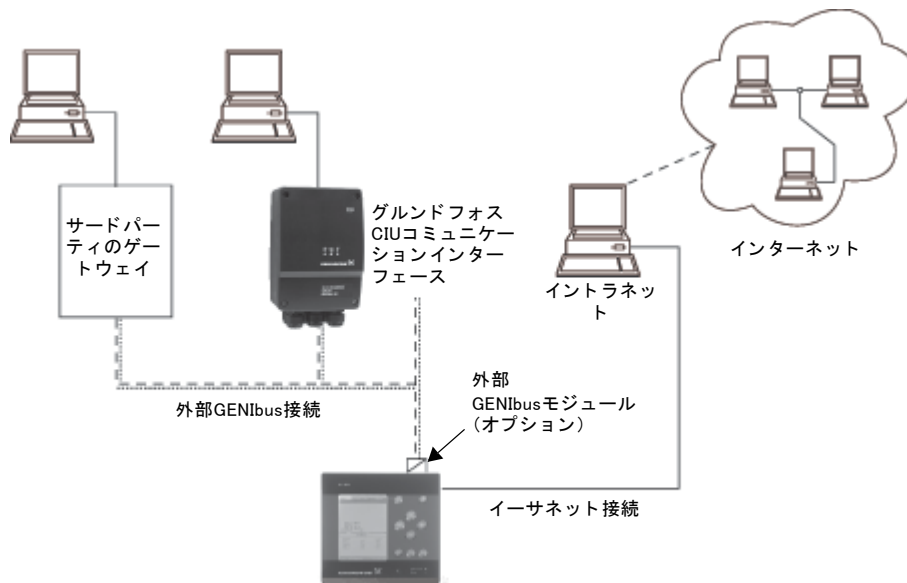 サードパー
ティのゲー
トウェイ
グルンドフォス
CIUコミュニケー
ションインター
フェース
インターネット
イントラネッ
ト
外部GENIbus接続
外部
GENIbusモジュール
（オプション）
イーサネット接続